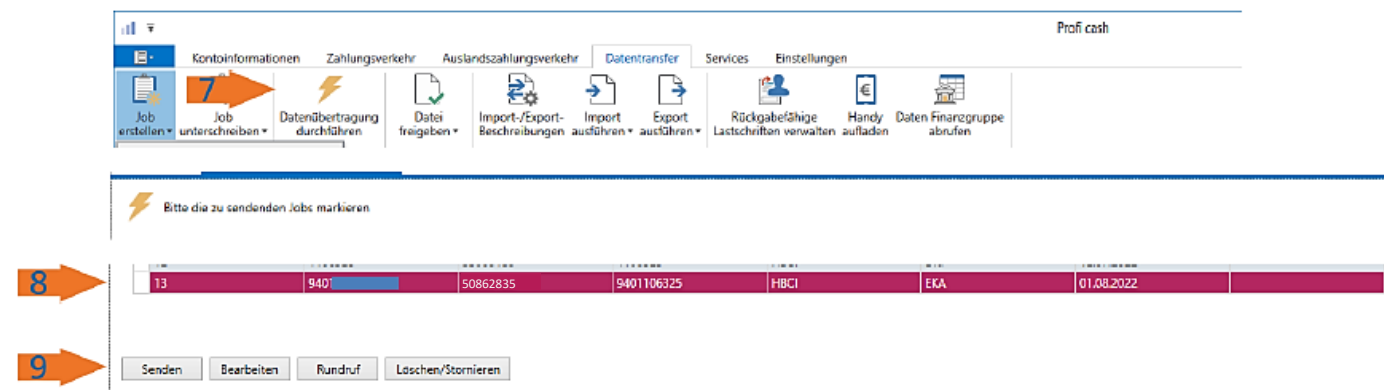 Profi cash
Kontoinformationen Zahlungsverkehr Auslandszahlungsverkehr Datentransfer Services Einstellungen
7
Job Job Datenübertragung Datei Import-/Export- Import Export Rückgabefähige Handy Daten Finanzgruppe
erstellen unterschreiben durchführen freigeben Beschreibungen ausführen ausführen Lastschriften verwalten aufladen abrufen
Bitte die zu sendenden Jobs markieren
8
13 940 50862835 9401106325 HBCI EKA 01.08.2022
9
Senden Bearbeiten Rundruf Löschen/Stornieren